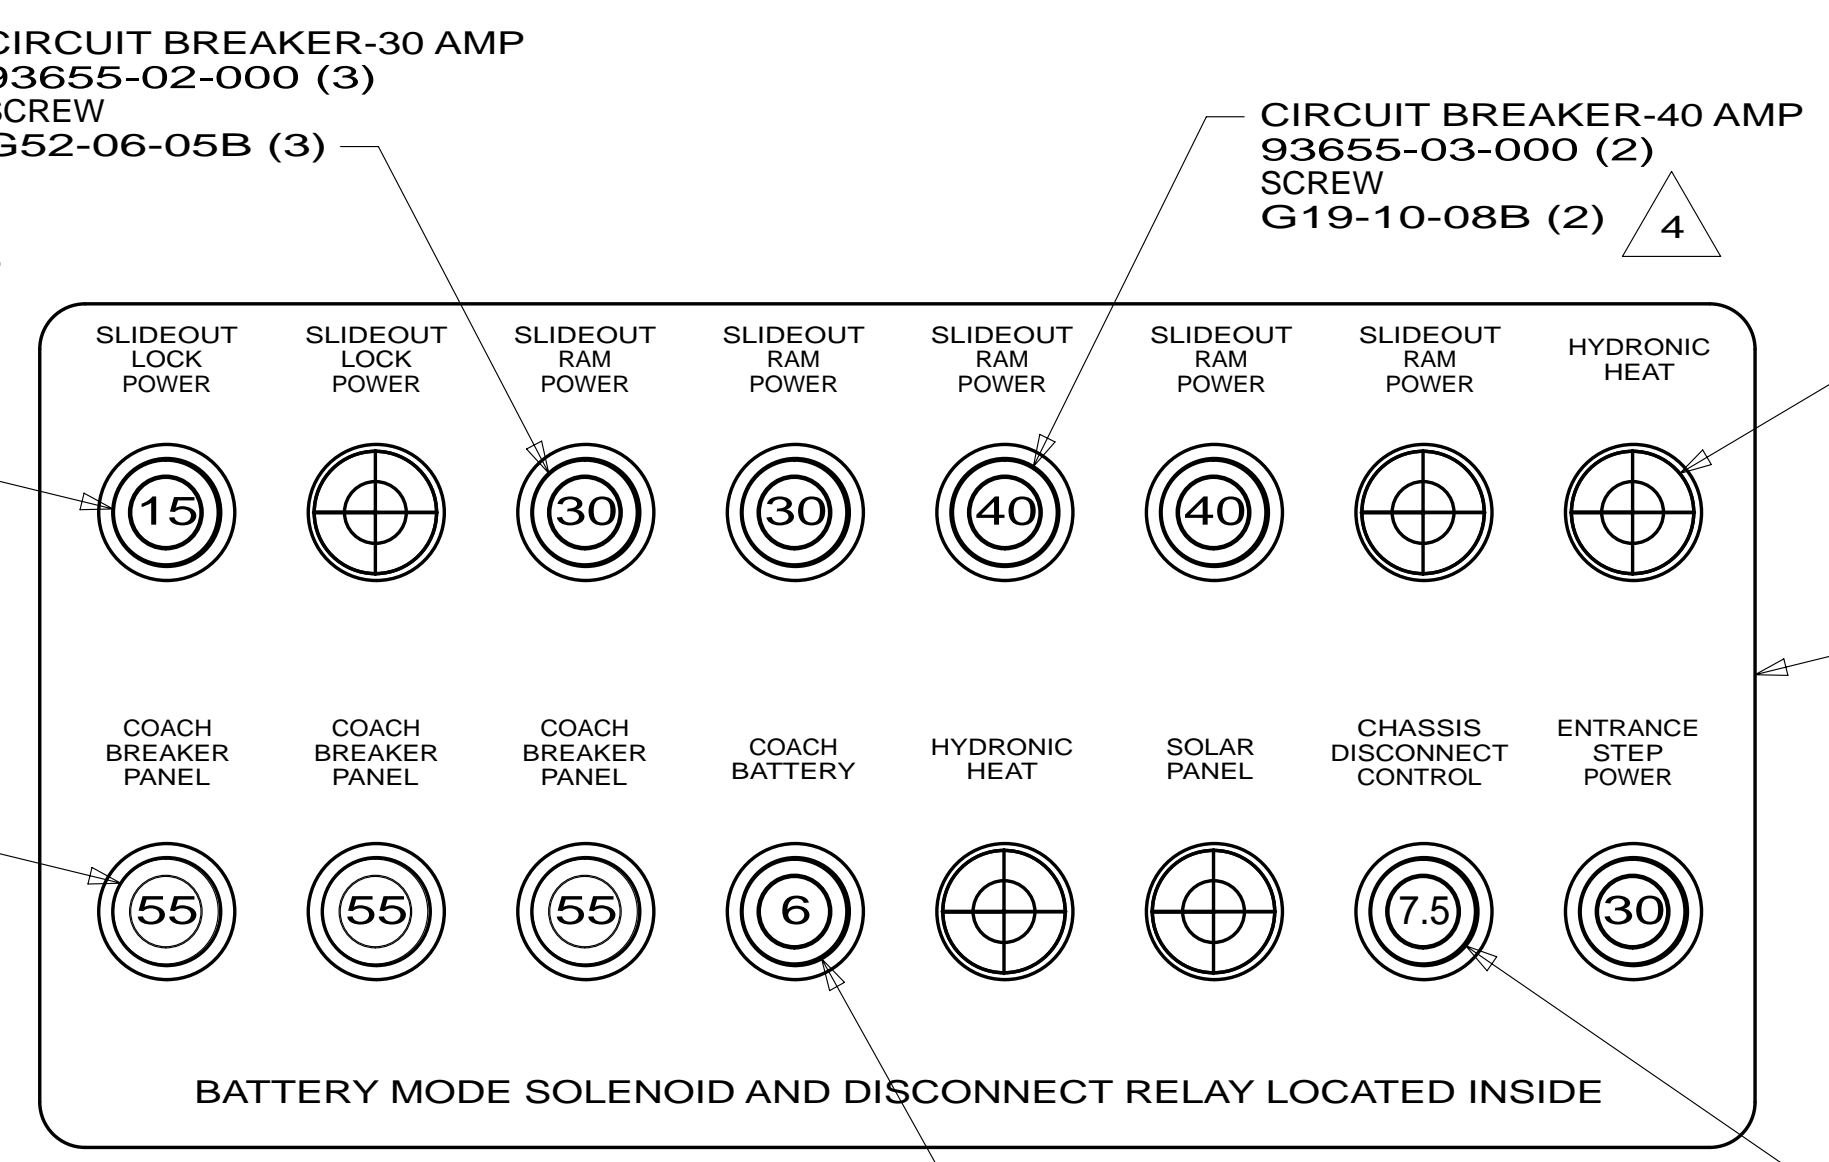 CIRCUIT BREAKER-30 AMP
93655-02-000 (3)
SCREW
G52-06-05B (3)
CIRCUIT BREAKER-40 AMP
93655-03-000 (2)
SCREW
G19-10-08B (2)
4
SLIDEOUT LOCK POWER
SLIDEOUT LOCK POWER
SLIDEOUT RAM POWER
SLIDEOUT RAM POWER
SLIDEOUT RAM POWER
SLIDEOUT RAM POWER
SLIDEOUT RAM POWER
HYDRONIC HEAT
15
30
30
40
40
COACH BREAKER PANEL
COACH BREAKER PANEL
COACH BREAKER PANEL
COACH BATTERY
HYDRONIC HEAT
SOLAR PANEL
CHASSIS DISCONNECT CONTROL
ENTRANCE STEP POWER
55
55
55
6
7.5
30
BATTERY MODE SOLENOID AND DISCONNECT RELAY LOCATED INSIDE